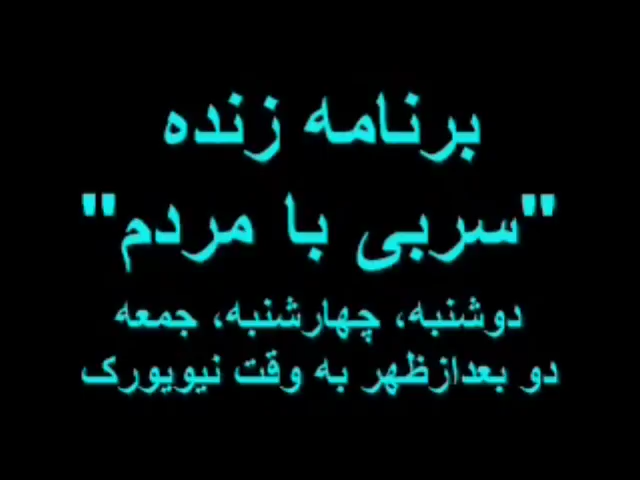 برنامه زنده
"سربی با مردم"
دوشنبه، چهارشنبه، جمعه
دو بعدازظهر به وقت نیویورک